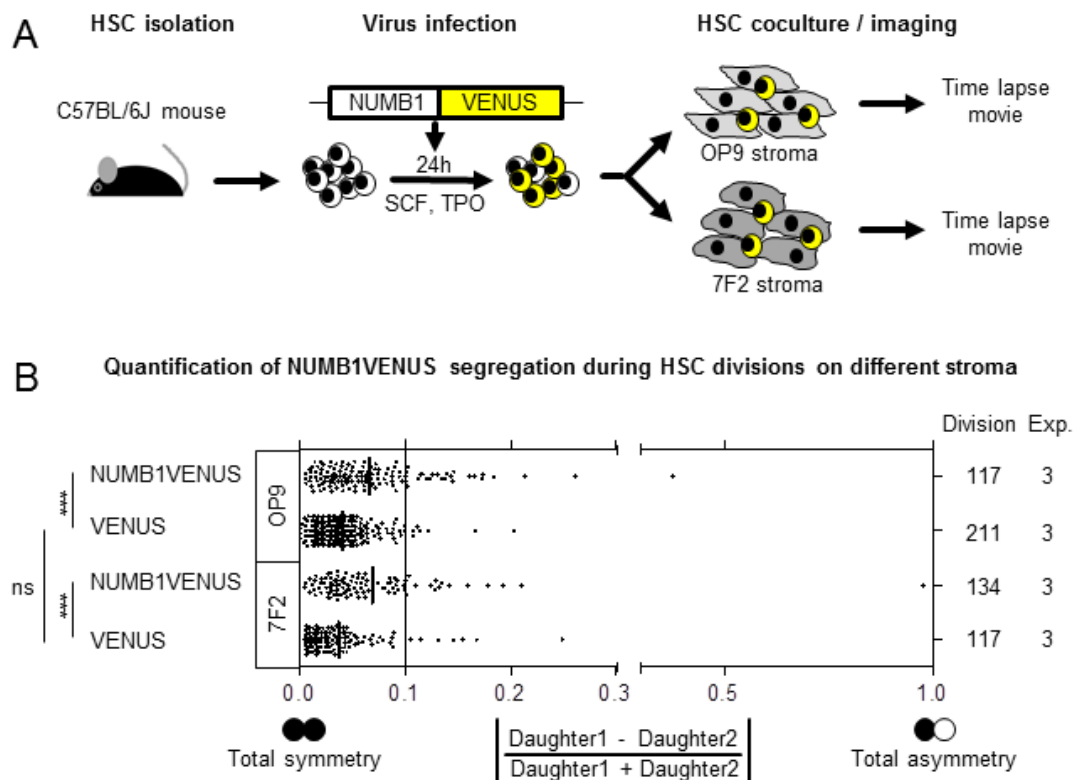 A
HSC isolation
Virus infection
HSC coculture / imaging
C57BL/6J mouse
NUMB1 VENUS
24h
SCF, TPO
OP9 stroma
Time lapse
movie
7F2 stroma
Time lapse
movie
B
Quantification of NUMB1VENUS segregation during HSC divisions on different stroma
Division Exp.
NUMB1VENUS 117 3
****
OP9
VENUS 211 3
ns
NUMB1VENUS 134 3
****
7F2
VENUS 117 3
0.0 0.1 0.2 0.3 0.5 1.0
Total symmetry
Daughter1 - Daughter2
Daughter1 + Daughter2
Total asymmetry